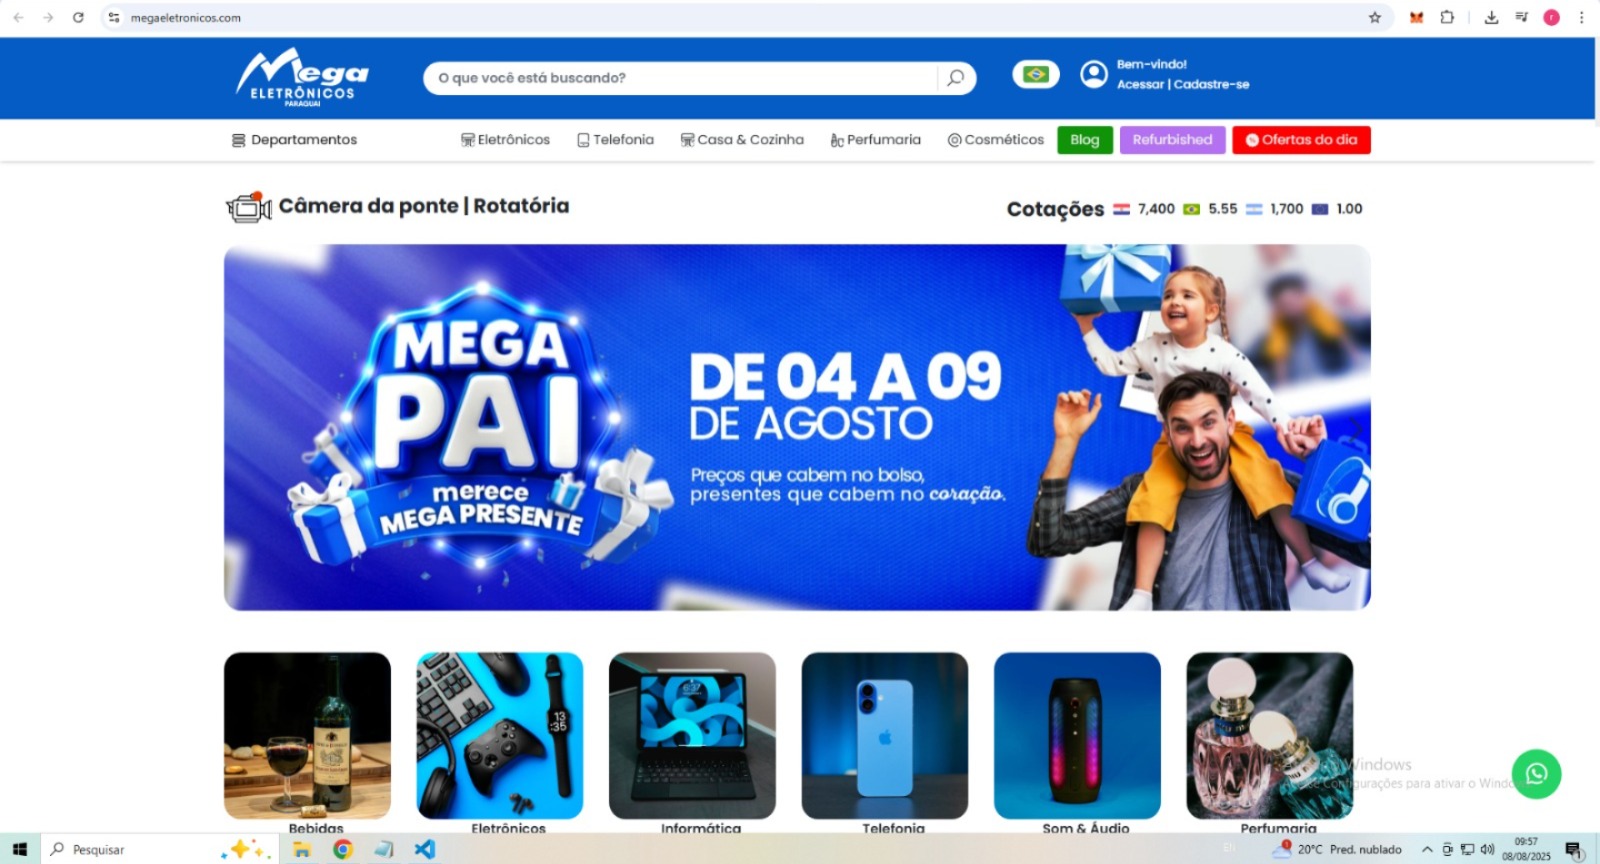 megaeletronicos.com
Mega
ELETRÔNICOS
PARAGUAI
O que você está buscando?
Bem-vindo!
Acessar | Cadastre-se
Departamentos
Eletrônicos
Telefonia
Casa & Cozinha
Perfumaria
Cosméticos
Blog
Refurbished
Ofertas do dia
Câmera da ponte | Rotatória
Cotações 7,400 5.55 1,700 1.00
MEGA
PAI
merece
MEGA PRESENTE
DE 04 A 09
DE AGOSTO
Preços que cabem no bolso,
presentes que cabem no coração.
13
:35
Bebidas
Eletrônicos
Informática
Telefonia
Som & Áudio
Perfumaria
Windows
Configurações para ativar o Windo
Pesquisar
20°C Pred. nublado
09:57
08/08/2025